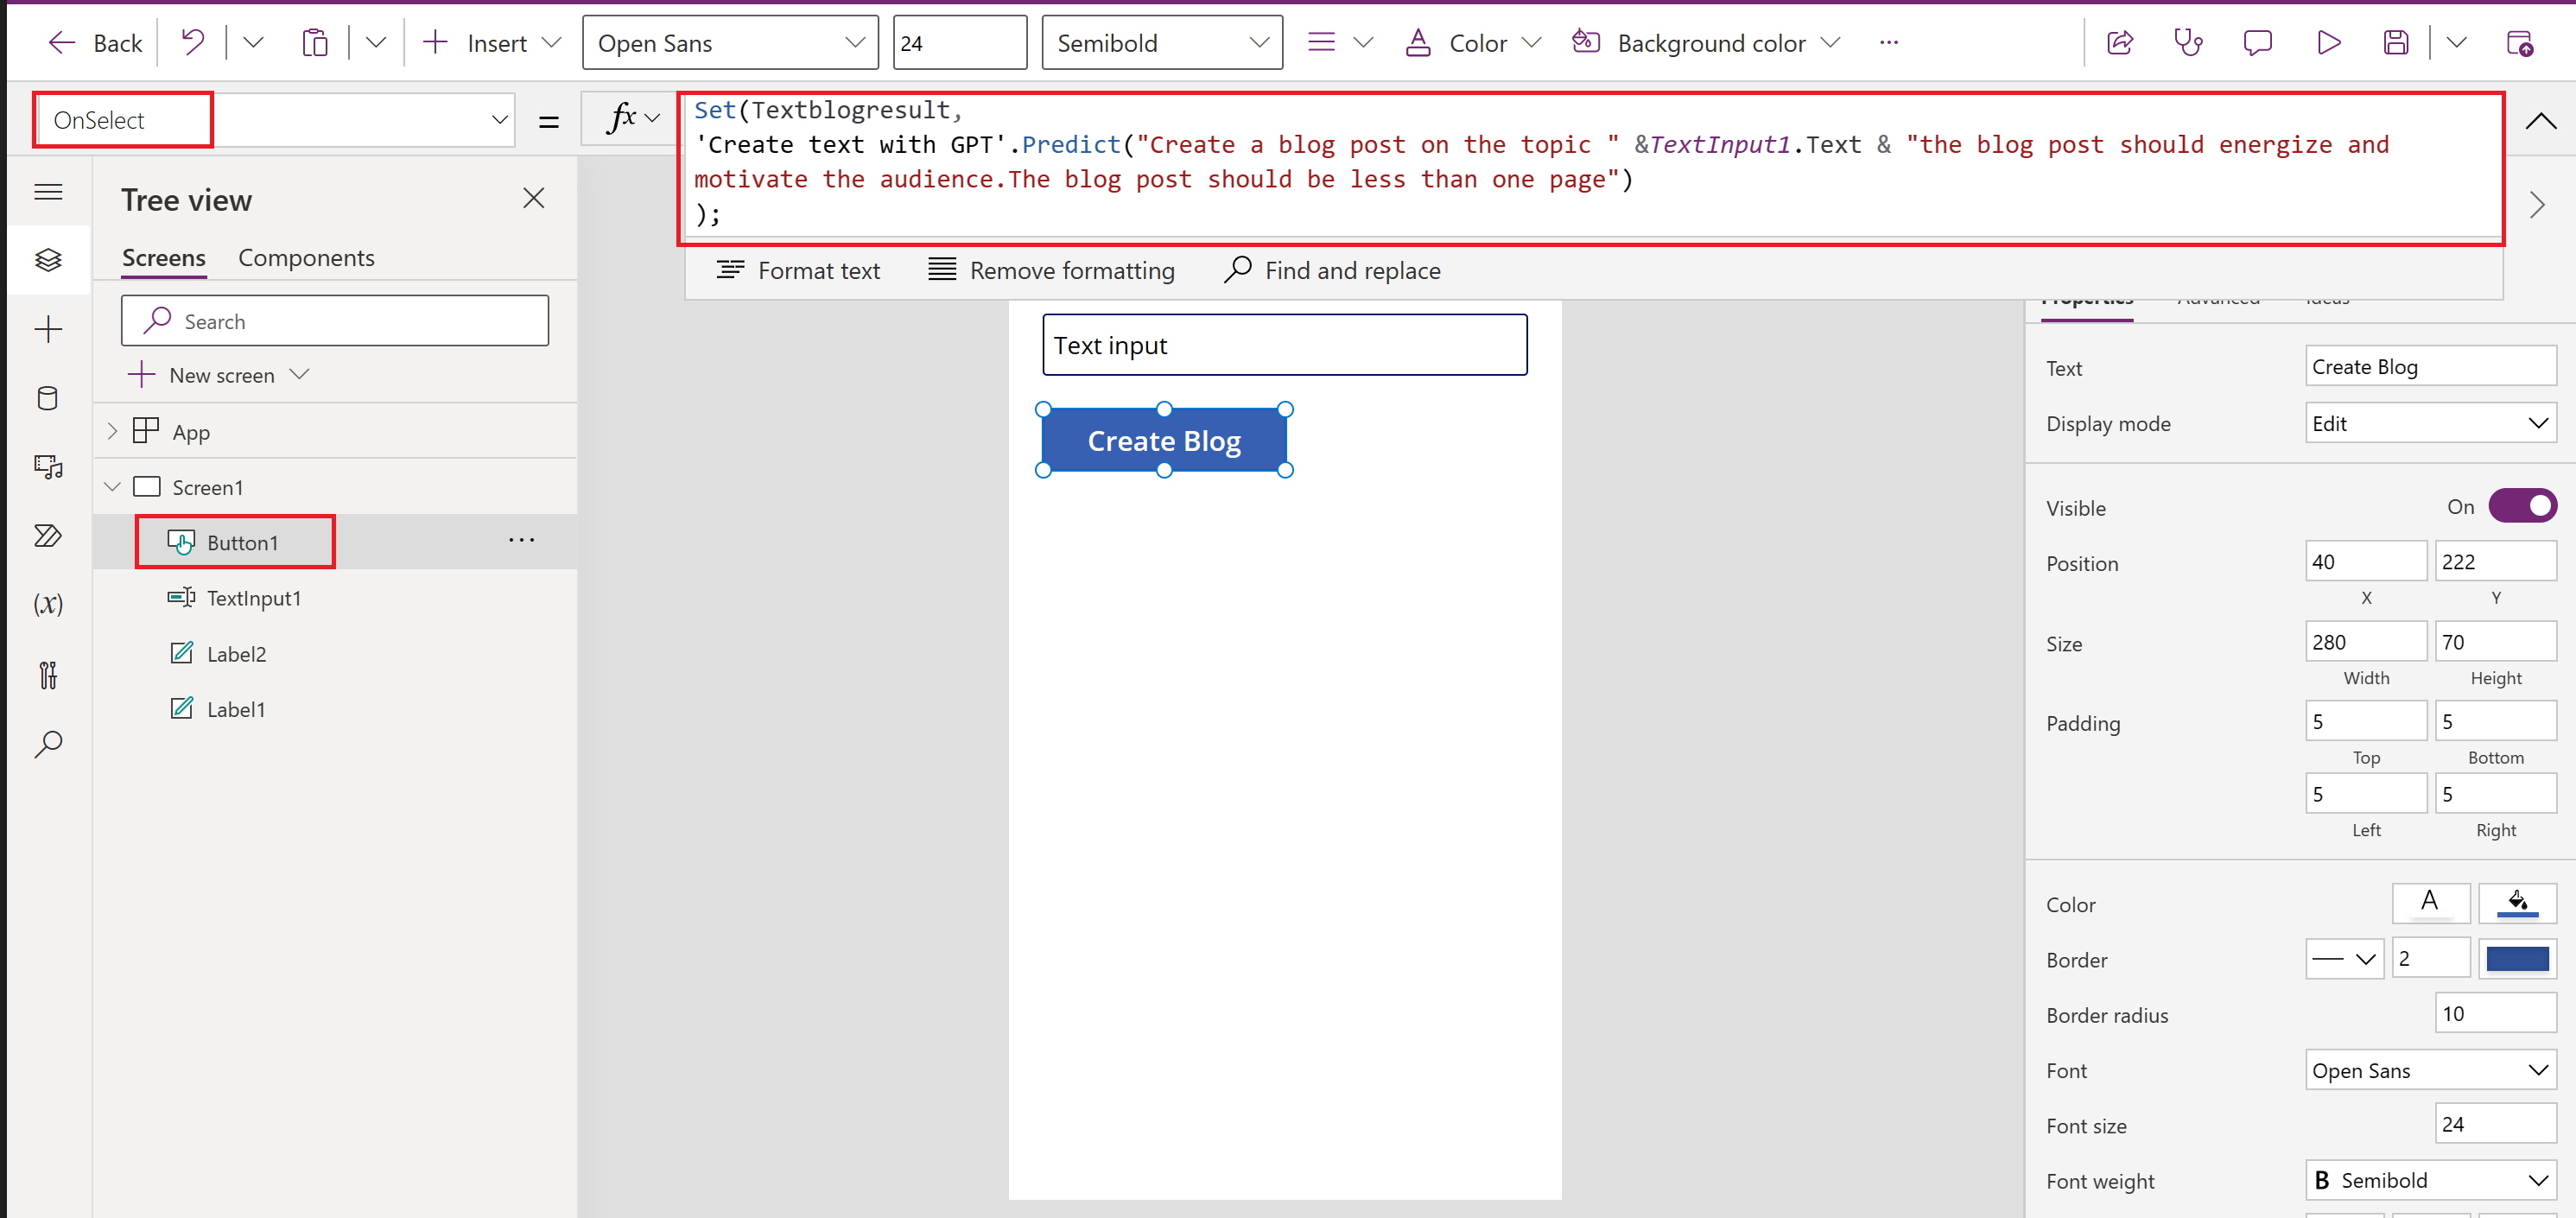 Back
Insert
Open Sans
24
Semibold
Color
Background color
OnSelect
=
fx
Set(Textblogresult,
'Create text with GPT'.Predict("Create a blog post on the topic " &TextInput1.Text & "the blog post should energize and
motivate the audience.The blog post should be less than one page")
);
Format text
Remove formatting
Find and replace
Tree view
Screens
Components
Search
New screen
App
Screen1
Button1
TextInput1
Label2
Label1
(x)
Text input
Create Blog
Properties
Advanced
Ideas
Text
Create Blog
Display mode
Edit
Visible
On
Position
40
222
X
Y
Size
280
70
Width
Height
Padding
5
5
Top
Bottom
5
5
Left
Right
Color
A
Border
2
Border radius
10
Font
Open Sans
Font size
24
Font weight
B Semibold